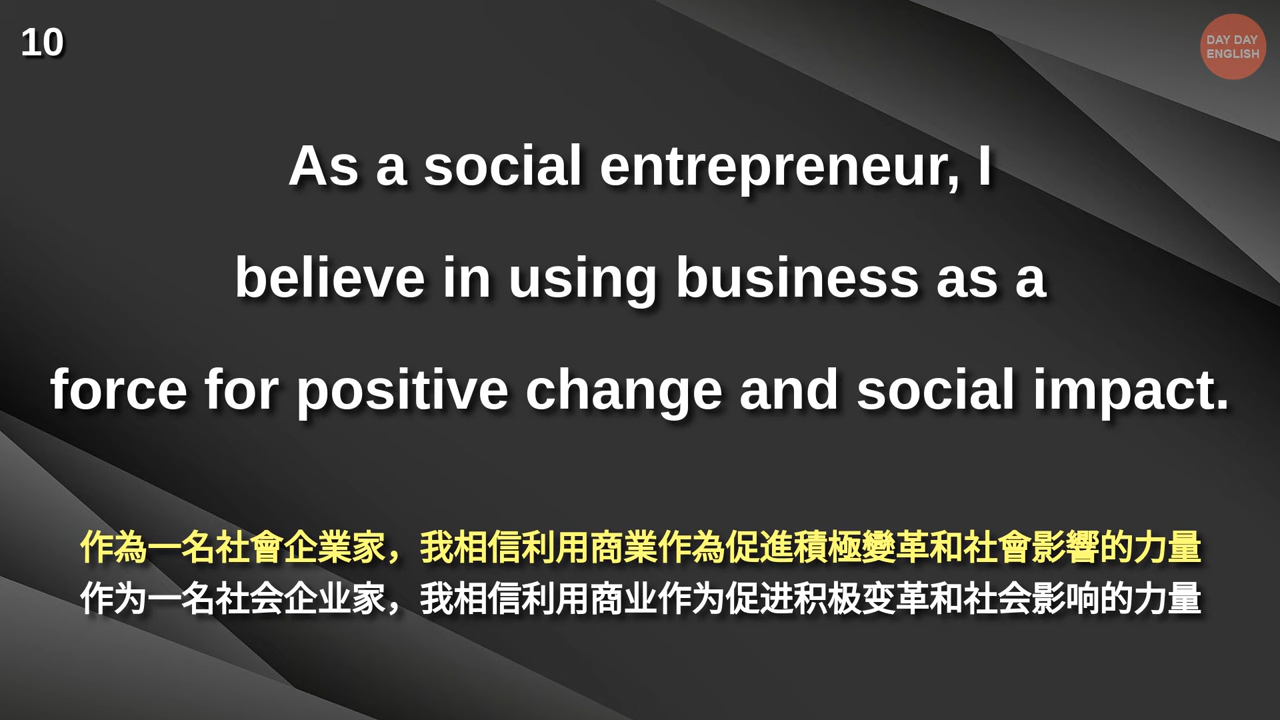 10
DAY DAY
ENGLISH
As a social entrepreneur, I
believe in using business as a
force for positive change and social impact.
作為一名社會企業家，我相信利用商業作為促進積極變革和社會影響的力量
作为一名社会企业家，我相信利用商业作为促进积极变革和社会影响的力量